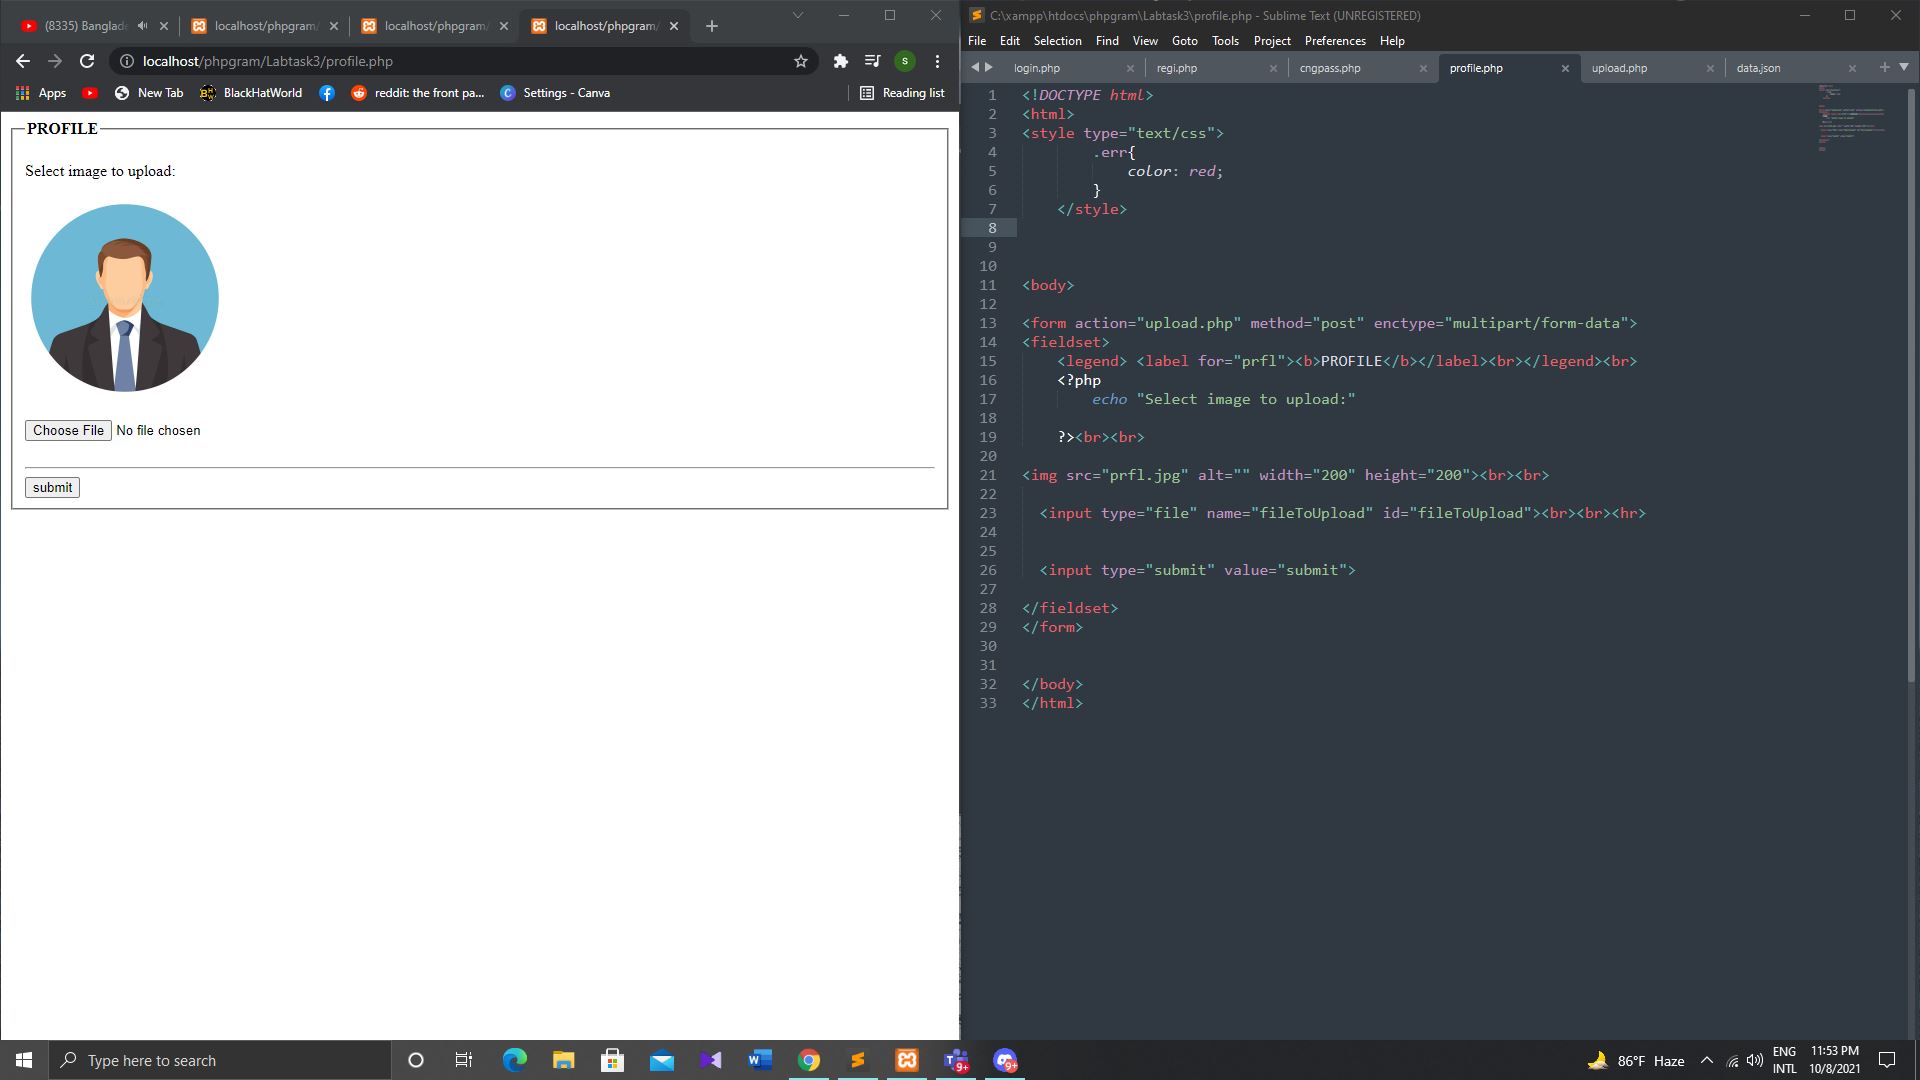 (8335) Banglade
localhost/phpgram/
localhost/phpgram/
localhost/phpgram/
localhost/phpgram/Labtask3/profile.php
S
Apps
New Tab
BlackHatWorld
reddit: the front pa...
Settings - Canva
Reading list
PROFILE
Select image to upload:
Choose File No file chosen
submit
C:\xampp\htdocs\phpgram\Labtask3\profile.php - Sublime Text (UNREGISTERED)
File Edit Selection Find View Goto Tools Project Preferences Help
login.php regi.php cngpass.php profile.php upload.php data.json
1 <!DOCTYPE html>
2 <html>
3 <style type="text/css">
4 .err{
5 color: red;
6 }
7 </style>
8
9
10
11 <body>
12
13 <form action="upload.php" method="post" enctype="multipart/form-data">
14 <fieldset>
15 <legend> <label for="prfl"><b>PROFILE</b></label><br></legend><br>
16 <?php
17 echo "Select image to upload:"
18
19 ?><br><br>
20
21 <img src="prfl.jpg" alt="" width="200" height="200"><br><br>
22
23 <input type="file" name="fileToUpload" id="fileToUpload"><br><br><hr>
24
25
26 <input type="submit" value="submit">
27
28 </fieldset>
29 </form>
30
31
32 </body>
33 </html>
Type here to search
9+
9+
86°F Haze
ENG
INTL
11:53 PM
10/8/2021